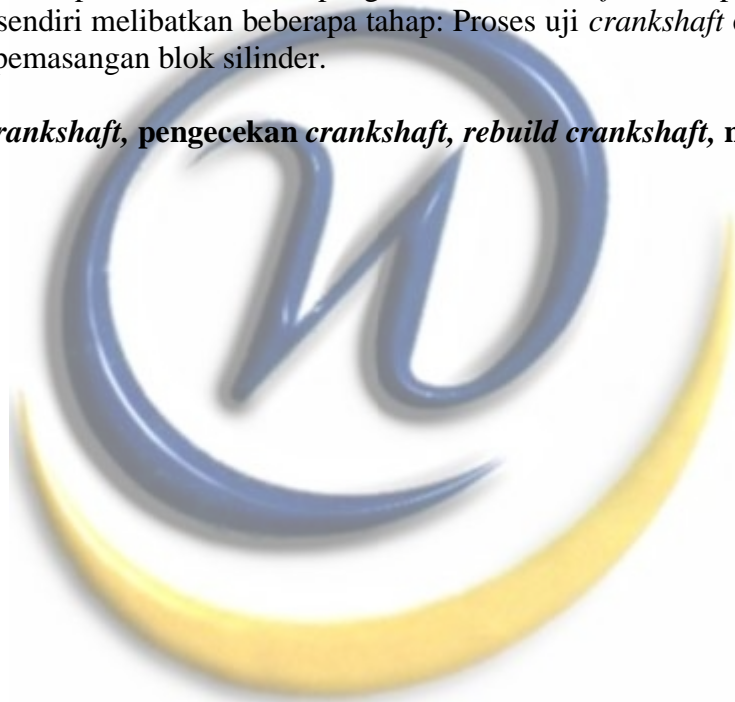 sendiri melibatkan beberapa tahap: Proses uji crankshaft
pemasangan blok silinder.
rankshaft, pengecekan crankshaft, rebuild crankshaft,